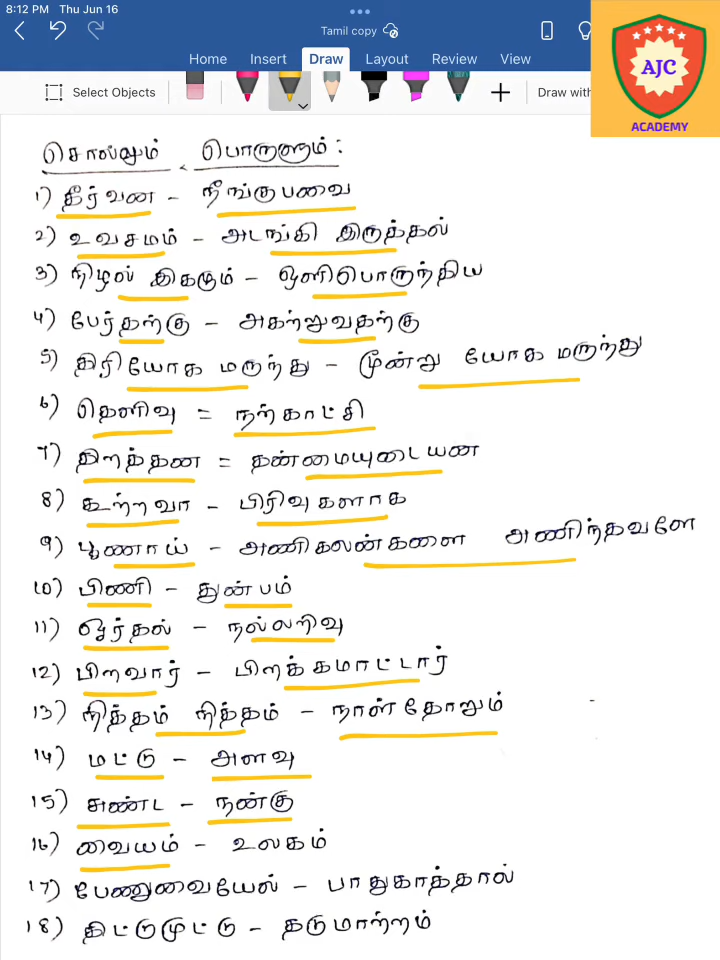 8:12 PM Thu Jun 16
Tamil copy
Home Insert Draw Layout Review View
Select Objects Draw with
AJC
ACADEMY
சொல்லும் பொருளும் :
1) தீர்வன - நீங்குபவை
2) உவசமம் - அடங்கி இருத்தல்
3) நிழல் இகழும் - ஒளிபொருந்திய
4) பேர்தற்கு - அகற்றுவதற்கு
5) திரியோக மருந்து - மூன்று யோக மருந்து
6) தெளிவு = நற்காட்சி
7) திறத்தன = தன்மையுடையன
8) கூற்றவா - பிரிவுகளாக
9) பூணாய் - அணிகலன்களை அணிந்தவளே
10) பிணி - துன்பம்
11) ஓர்தல் - நல்லறிவு
12) பிறவார் - பிறக்கமாட்டார்
13) நித்தம் நித்தம் - நாள்தோறும்
14) மட்டு - அளவு
15) சுண்ட - நன்கு
16) வையம் - உலகம்
17) பேணுவையேல் - பாதுகாத்தால்
18) திட்டுமுட்டு - தடுமாற்றம்